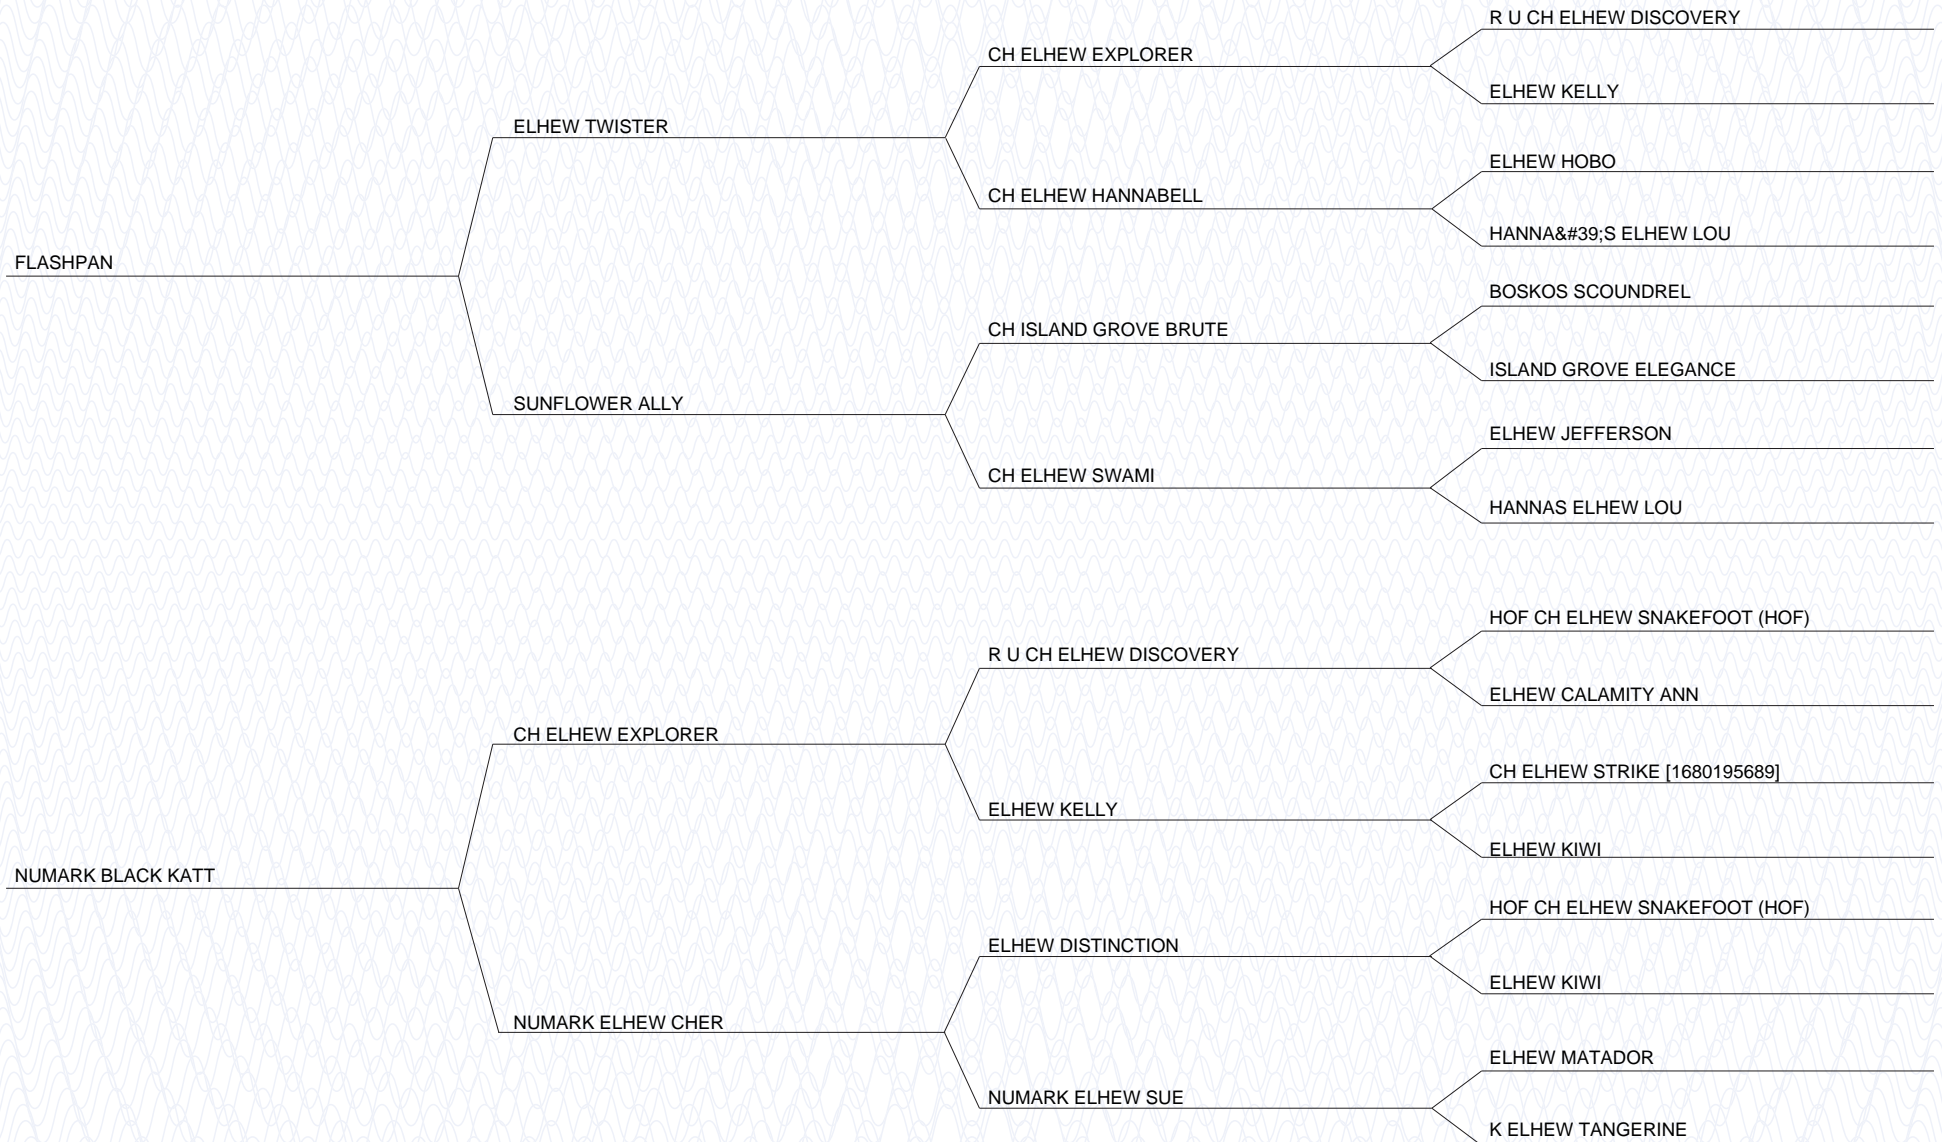 R U CH ELHEW DISCOVERY
CH ELHEW EXPLORER
ELHEW KELLY
ELHEW TWISTER
ELHEW HOBO
CH ELHEW HANNABELL
HANNA&#39;S ELHEW LOU
FLASHPAN
BOSKOS SCOUNDREL
CH ISLAND GROVE BRUTE
ISLAND GROVE ELEGANCE
SUNFLOWER ALLY
ELHEW JEFFERSON
CH ELHEW SWAMI
HANNAS ELHEW LOU
HOF CH ELHEW SNAKEFOOT (HOF)
R U CH ELHEW DISCOVERY
ELHEW CALAMITY ANN
CH ELHEW EXPLORER
CH ELHEW STRIKE [1680195689]
ELHEW KELLY
ELHEW KIWI
NUMARK BLACK KATT
HOF CH ELHEW SNAKEFOOT (HOF)
ELHEW DISTINCTION
ELHEW KIWI
NUMARK ELHEW CHER
ELHEW MATADOR
NUMARK ELHEW SUE
K ELHEW TANGERINE